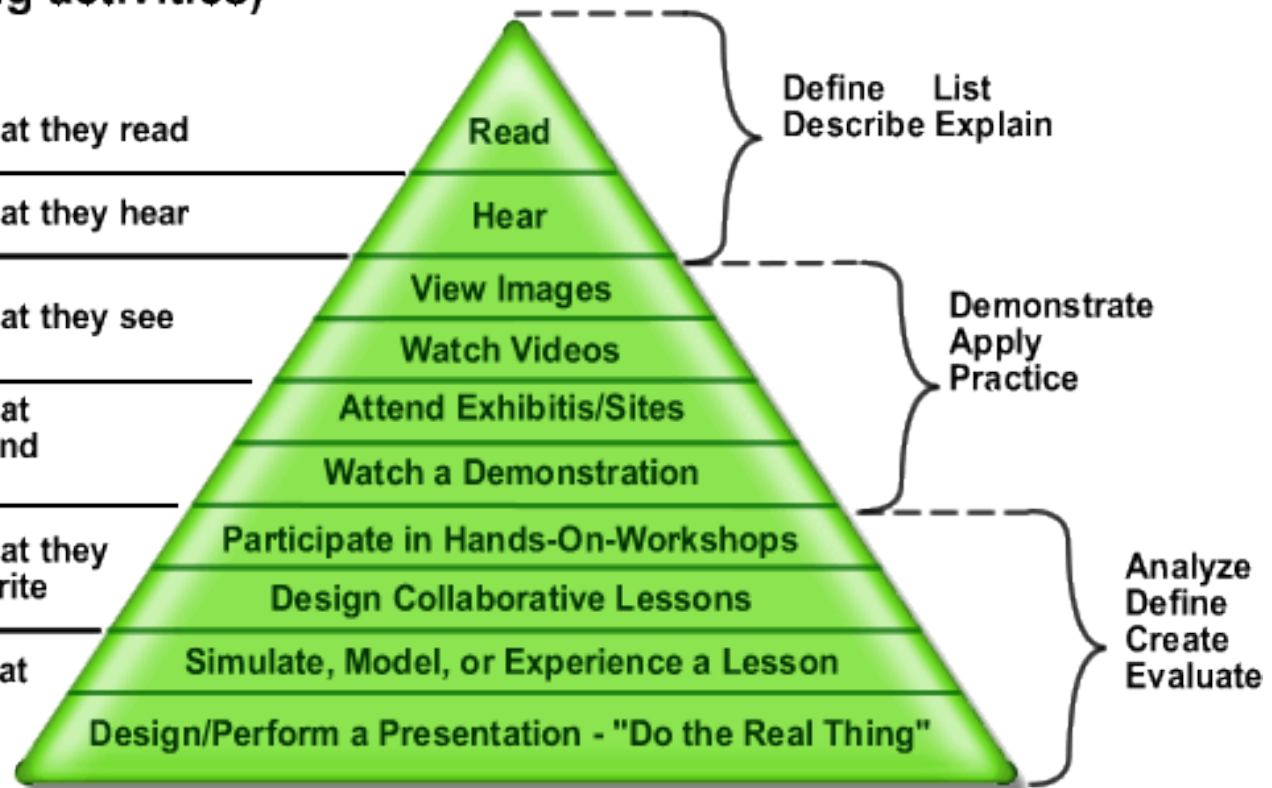 g activities)
at they read
Read
Define List
Describe Explain
at they hear
Hear
at they see
View Images
Watch Videos
Demonstrate
Apply
Practice
at
nd
Attend Exhibitis/Sites
Watch a Demonstration
at they
rite
Participate in Hands-On-Workshops
Design Collaborative Lessons
Analyze
Define
Create
Evaluate
at
Simulate, Model, or Experience a Lesson
Design/Perform a Presentation - "Do the Real Thing"